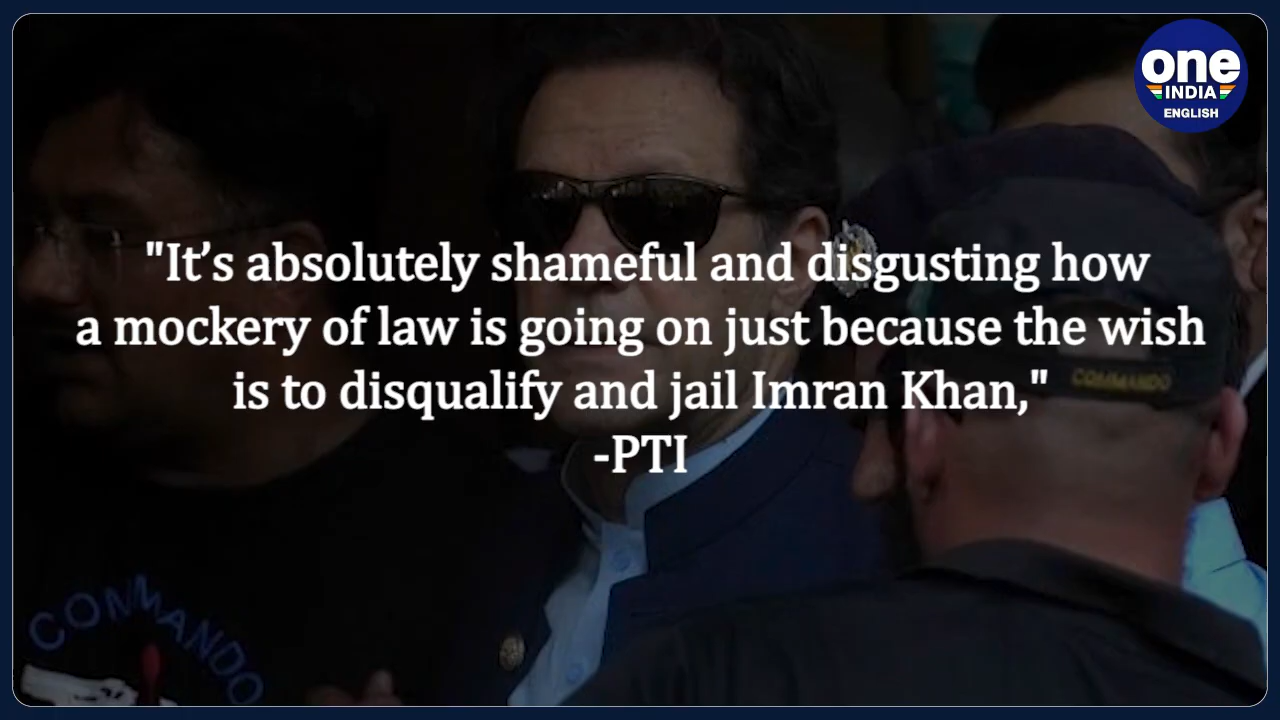 one
INDIA
ENGLISH
"It’s absolutely shameful and disgusting how
a mockery of law is going on just because the wish
is to disqualify and jail Imran Khan,"
-PTI
COMMANDO
COMMANDO